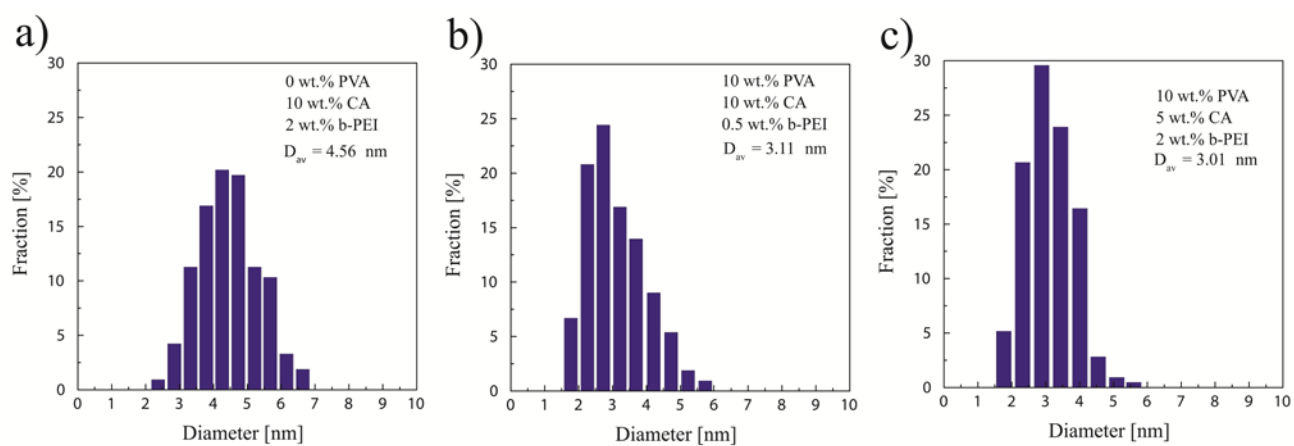 a)
30
25
20
15
10
5
0
Fraction [%]
0 wt.% PVA
10 wt.% CA
2 wt.% b-PEI
D_av = 4.56 nm
0 1 2 3 4 5 6 7 8 9 10
Diameter [nm]
b)
30
25
20
15
10
5
0
Fraction [%]
10 wt.% PVA
10 wt.% CA
0.5 wt.% b-PEI
D_av = 3.11 nm
0 1 2 3 4 5 6 7 8 9 10
Diameter [nm]
c)
30
25
20
15
10
5
0
Fraction [%]
10 wt.% PVA
5 wt.% CA
2 wt.% b-PEI
D_av = 3.01 nm
0 1 2 3 4 5 6 7 8 9 10
Diameter [nm]